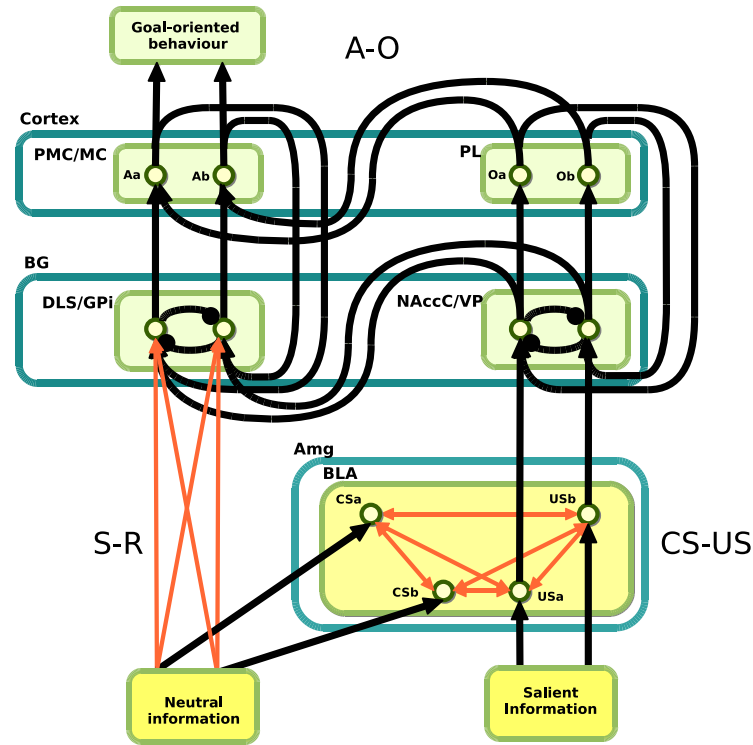 Goal-oriented
behaviour
A-O
Cortex
PMC/MC
PL
Aa
Ab
Oa
Ob
BG
DLS/GPi
NAccC/VP
Amg
BLA
CSa
USb
S-R
CS-US
CSb
USa
Neutral
information
Salient
Information